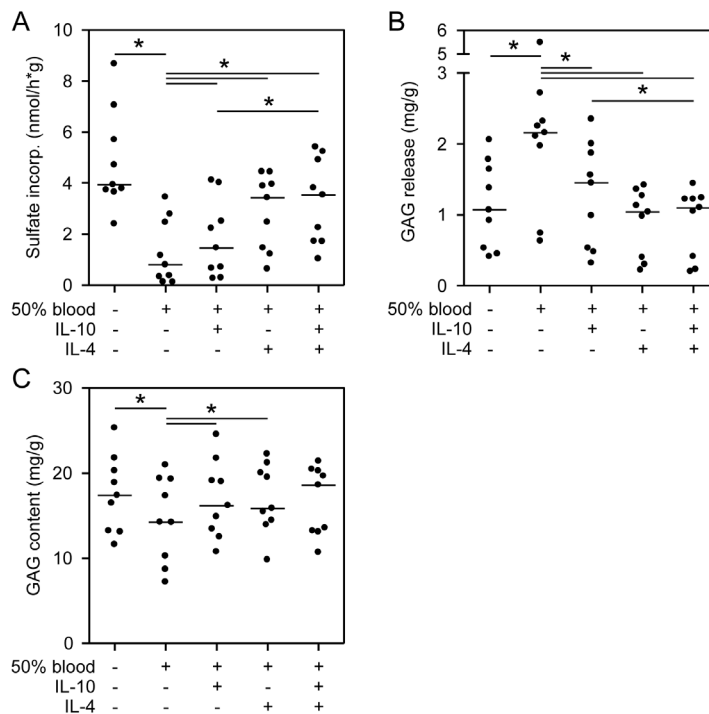 A
Sulfate incorp. (nmol/h*g)
10
8
6
4
2
0
* * *
50% blood - + + + +
IL-10 - - + - +
IL-4 - - - + +
B
GAG release (mg/g)
6
5
3
2
1
0
* * *
50% blood - + + + +
IL-10 - - + - +
IL-4 - - - + +
C
GAG content (mg/g)
30
20
10
0
* *
50% blood - + + + +
IL-10 - - + - +
IL-4 - - - + +